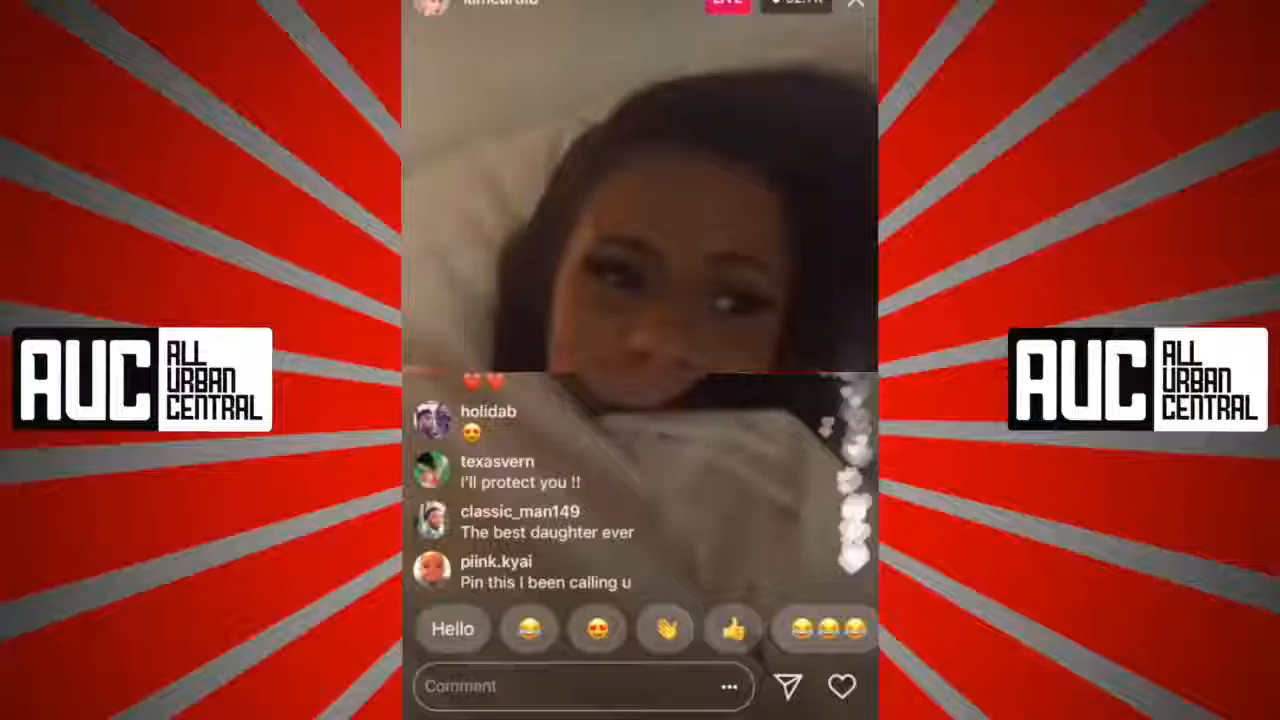 LIVE
AUC ALL
URBAN
CENTRAL
AUC ALL
URBAN
CENTRAL
holidab
😍
texasvern
I'll protect you !!
classic_man149
The best daughter ever
piink.kyai
Pin this I been calling u
Hello 😂 😍 👏 👍 😂😂😂
Comment